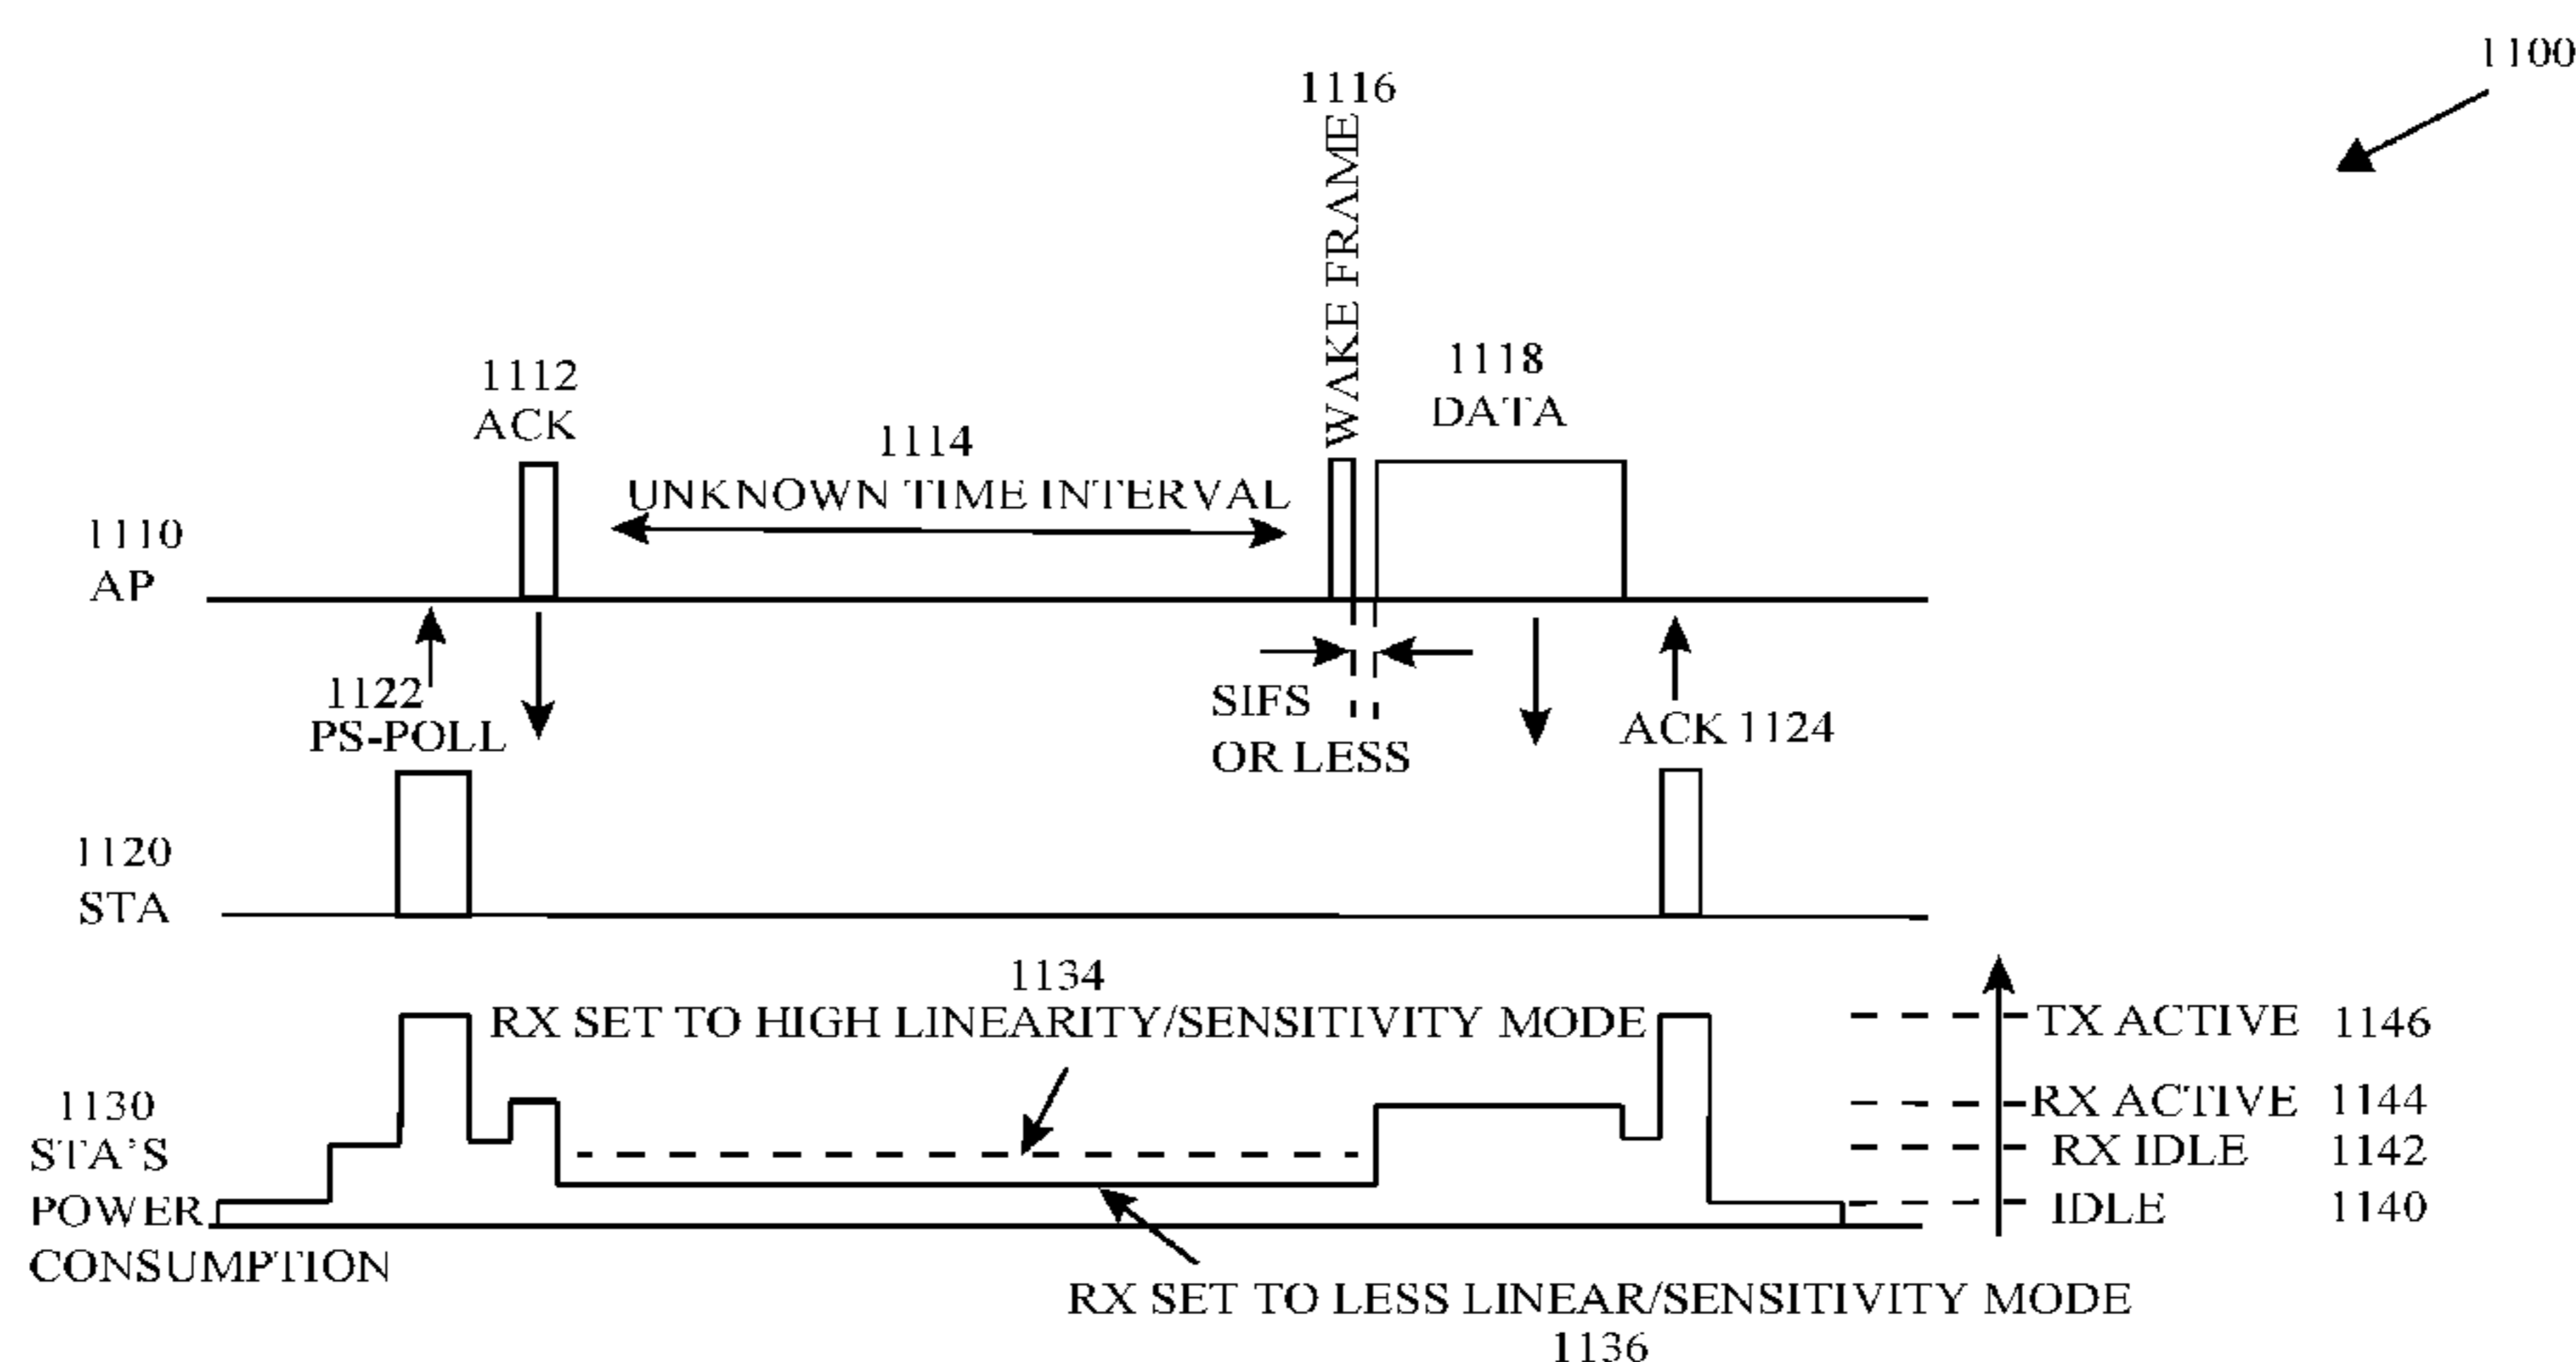 1100
1116
WAKE FRAME
1112
ACK
1118
DATA
1114
UNKNOWN TIME INTERVAL
1110
AP
1122
PS-POLL
SIFS
OR LESS
ACK 1124
1120
STA
1134
RX SET TO HIGH LINEARITY/SENSITIVITY MODE
TX ACTIVE 1146
1130
STA'S
POWER
CONSUMPTION
RX ACTIVE 1144
RX IDLE 1142
IDLE 1140
RX SET TO LESS LINEAR/SENSITIVITY MODE
1136